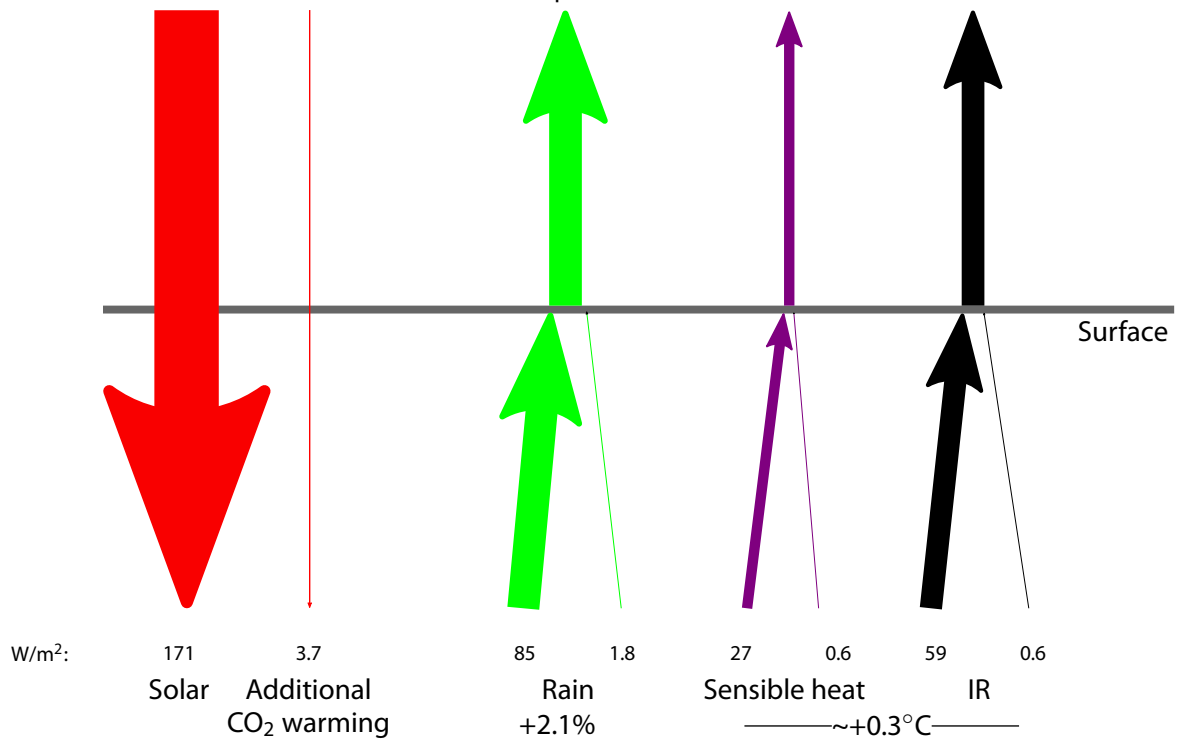 Surface
W/m²: 171 3.7 85 1.8 27 0.6 59 0.6
Solar Additional Rain Sensible heat IR
CO₂ warming +2.1% ~+0.3°C